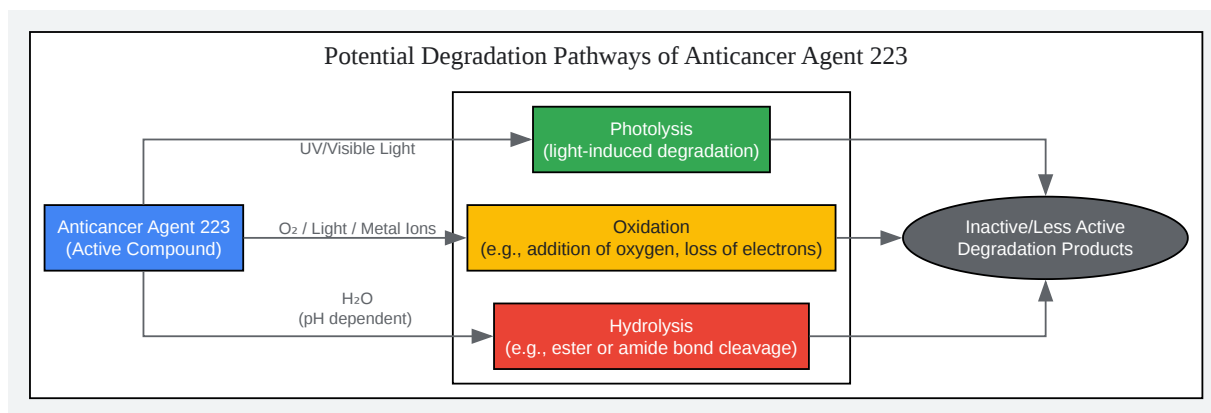 Potential Degradation Pathways of Anticancer Agent 223
Photolysis
(light-induced degradation)
UV/Visible Light
Anticancer Agent 223
(Active Compound)
O₂ / Light / Metal Ions
Oxidation
(e.g., addition of oxygen, loss of electrons)
Inactive/Less Active
Degradation Products
H₂O
(pH dependent)
Hydrolysis
(e.g., ester or amide bond cleavage)